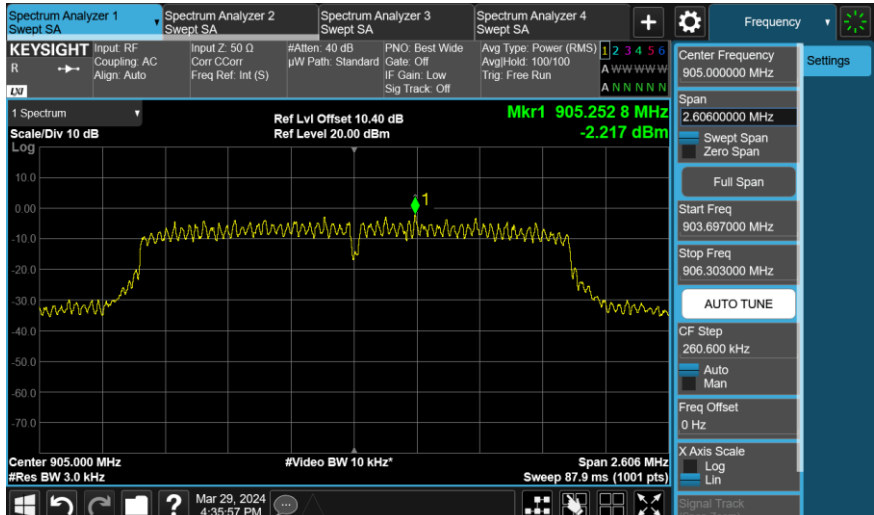 Spectrum Analyzer 1
Swept SA
Spectrum Analyzer 2
Swept SA
Spectrum Analyzer 3
Swept SA
Spectrum Analyzer 4
Swept SA
+
Frequency
KEYSIGHT
R
LXI
Input: RF
Coupling: AC
Align: Auto
Input Z: 50 Ω
Corr CCorr
Freq Ref: Int (S)
#Atten: 40 dB
µW Path: Standard
PNO: Best Wide
Gate: Off
IF Gain: Low
Sig Track: Off
Avg Type: Power (RMS)
Avg|Hold: 100/100
Trig: Free Run
1 2 3 4 5 6
A W W W W W
A N N N N N
1 Spectrum
Scale/Div 10 dB
Log
Ref Lvl Offset 10.40 dB
Ref Level 20.00 dBm
Mkr1 905.252 8 MHz
-2.217 dBm
1
10.0
0.00
-10.0
-20.0
-30.0
-40.0
-50.0
-60.0
-70.0
Center 905.000 MHz
#Res BW 3.0 kHz
#Video BW 10 kHz*
Span 2.606 MHz
Sweep 87.9 ms (1001 pts)
Mar 29, 2024
4:35:57 PM
?
Center Frequency
905.000000 MHz
Span
2.60600000 MHz
Swept Span
Zero Span
Full Span
Start Freq
903.697000 MHz
Stop Freq
906.303000 MHz
AUTO TUNE
CF Step
260.600 kHz
Auto
Man
Freq Offset
0 Hz
X Axis Scale
Log
Lin
Signal Track
Settings